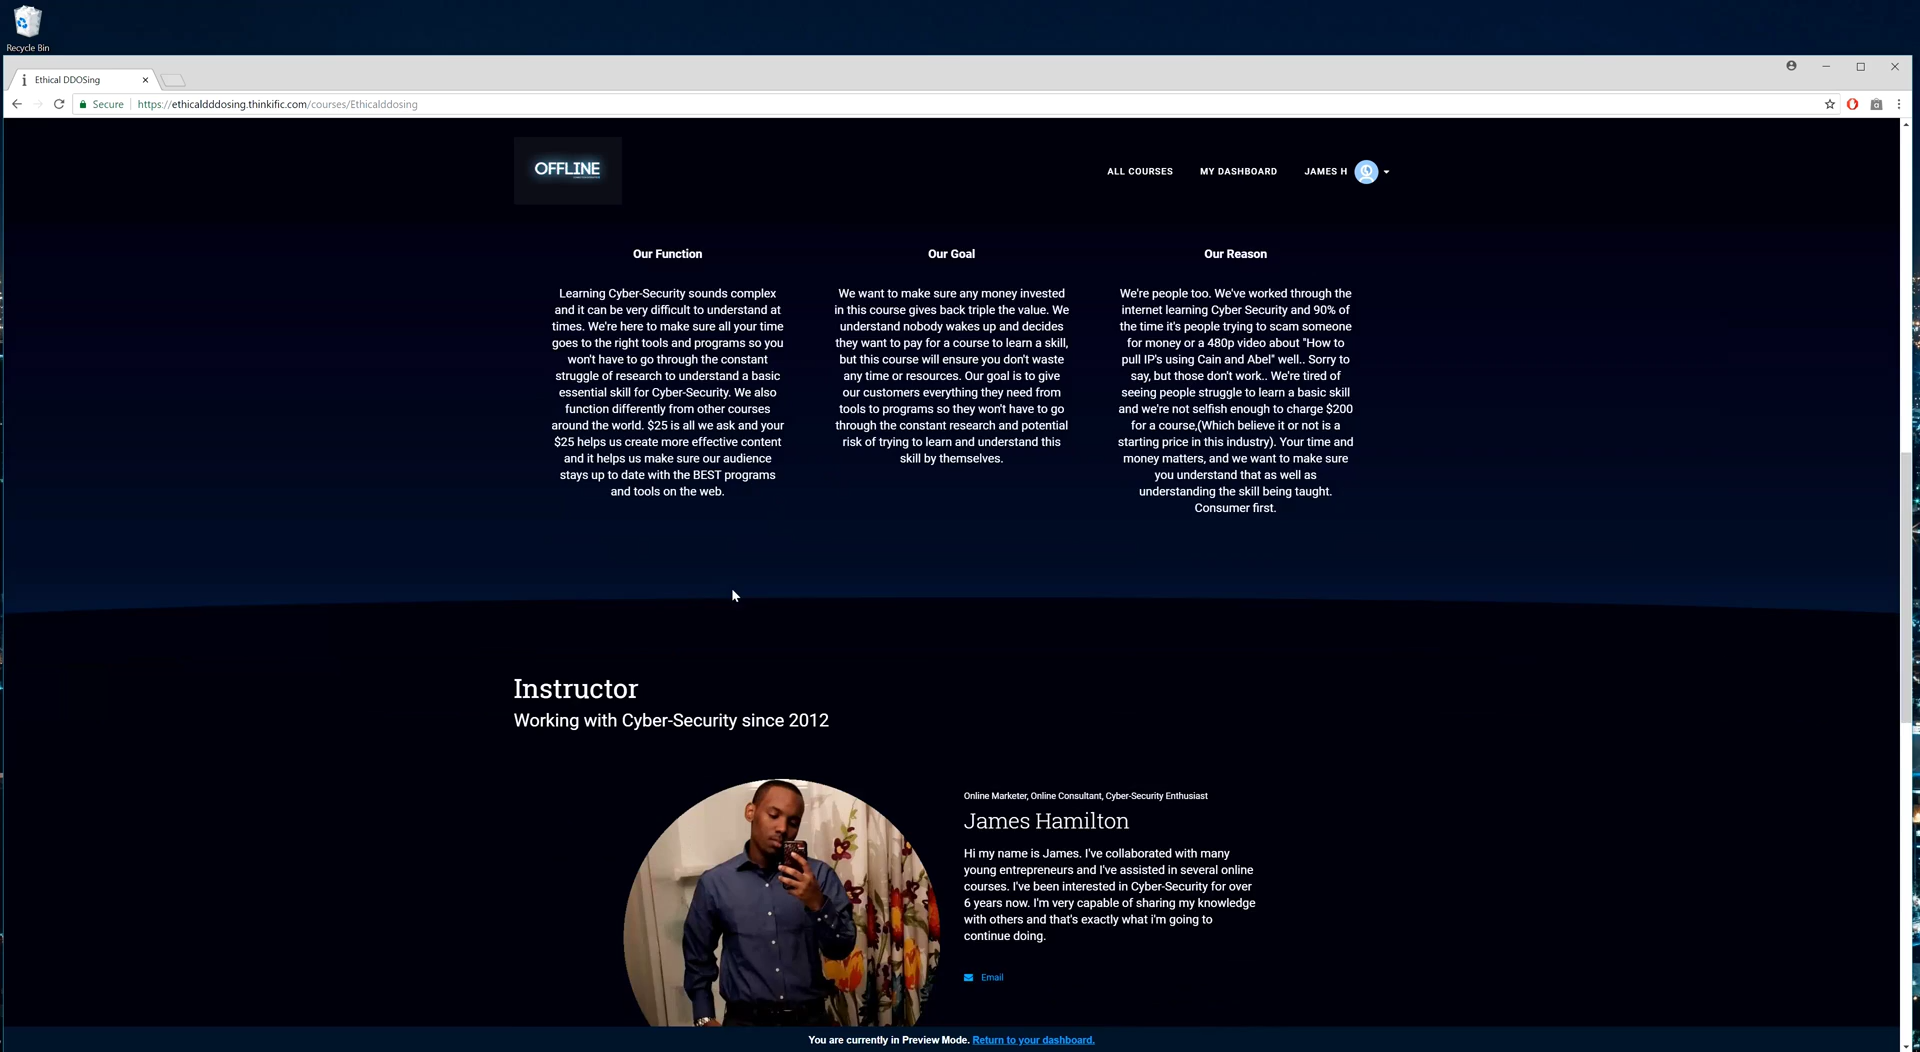 Recycle Bin
Ethical DDOSing
Secure
https://ethicaldddosing.thinkific.com/courses/Ethicalddosing
OFFLINE
ALL COURSES
MY DASHBOARD
JAMES H
Our Function
Learning Cyber-Security sounds complex
and it can be very difficult to understand at
times. We're here to make sure all your time
goes to the right tools and programs so you
won't have to go through the constant
struggle of research to understand a basic
essential skill for Cyber-Security. We also
function differently from other courses
around the world. $25 is all we ask and your
$25 helps us create more effective content
and it helps us make sure our audience
stays up to date with the BEST programs
and tools on the web.
Our Goal
We want to make sure any money invested
in this course gives back triple the value. We
understand nobody wakes up and decides
they want to pay for a course to learn a skill,
but this course will ensure you don't waste
any time or resources. Our goal is to give
our customers everything they need from
tools to programs so they won't have to go
through the constant research and potential
risk of trying to learn and understand this
skill by themselves.
Our Reason
We're people too. We've worked through the
internet learning Cyber Security and 90% of
the time it's people trying to scam someone
for money or a 480p video about "How to
pull IP's using Cain and Abel" well.. Sorry to
say, but those don't work.. We're tired of
seeing people struggle to learn a basic skill
and we're not selfish enough to charge $200
for a course,(Which believe it or not is a
starting price in this industry). Your time and
money matters, and we want to make sure
you understand that as well as
understanding the skill being taught.
Consumer first.
Instructor
Working with Cyber-Security since 2012
Online Marketer, Online Consultant, Cyber-Security Enthusiast
James Hamilton
Hi my name is James. I've collaborated with many
young entrepreneurs and I've assisted in several online
courses. I've been interested in Cyber-Security for over
6 years now. I'm very capable of sharing my knowledge
with others and that's exactly what i'm going to
continue doing.
Email
You are currently in Preview Mode. Return to your dashboard.